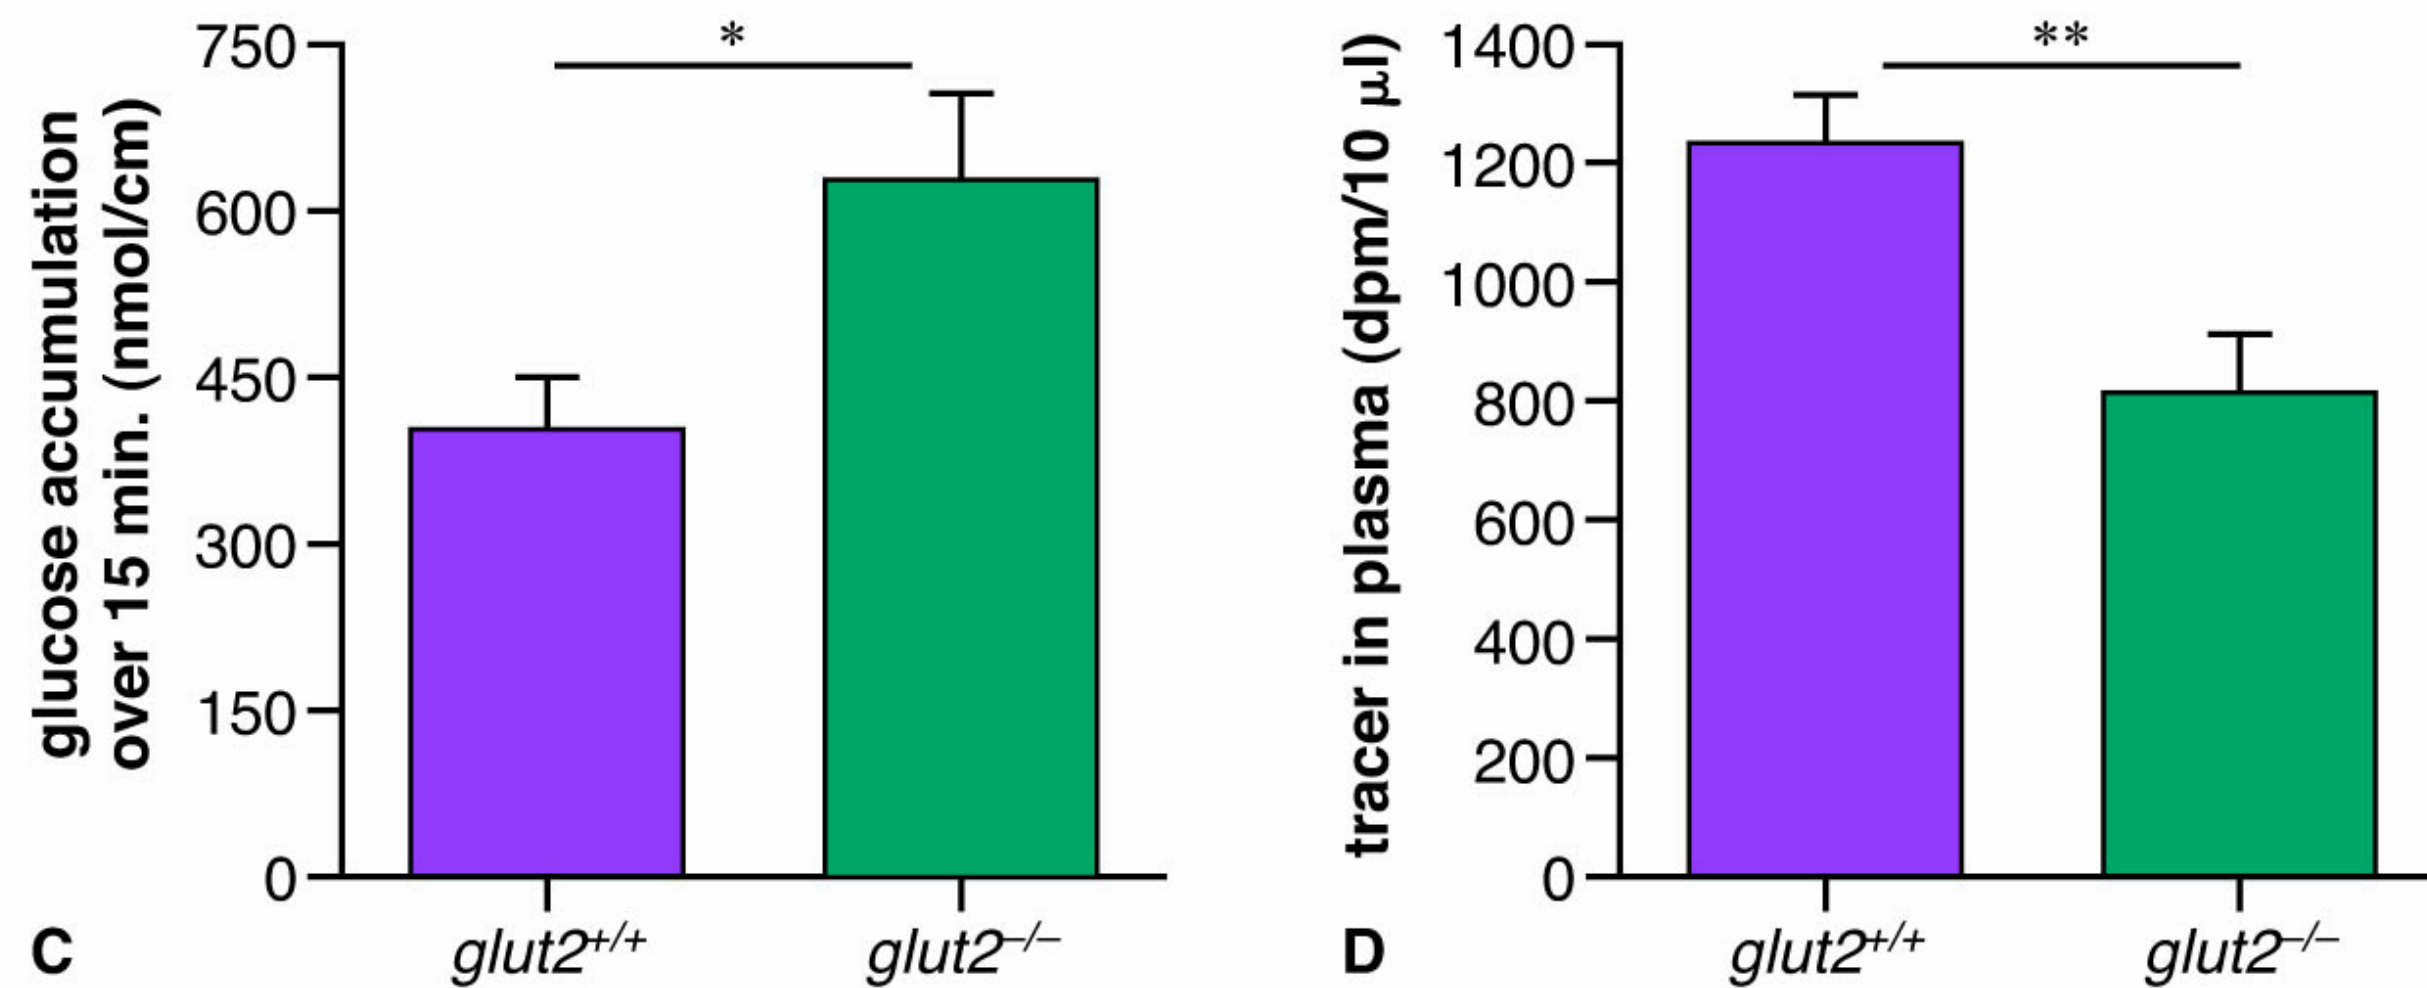 glucose accumulation
over 15 min. (nmol/cm)
750
600
450
300
150
0
*
glut2+/+
glut2–/–
C
tracer in plasma (dpm/10 μl)
1400
1200
1000
800
600
400
200
0
**
glut2+/+
glut2–/–
D